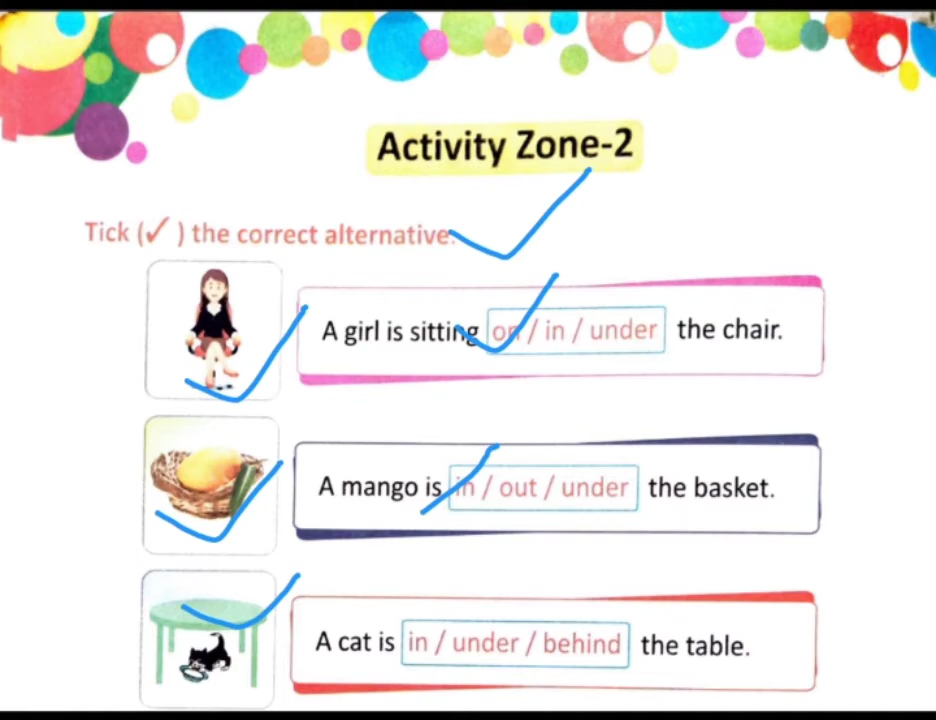 Activity Zone-2
Tick (✓) the correct alternative.
A girl is sitting on / in / under the chair.
A mango is in / out / under the basket.
A cat is in / under / behind the table.